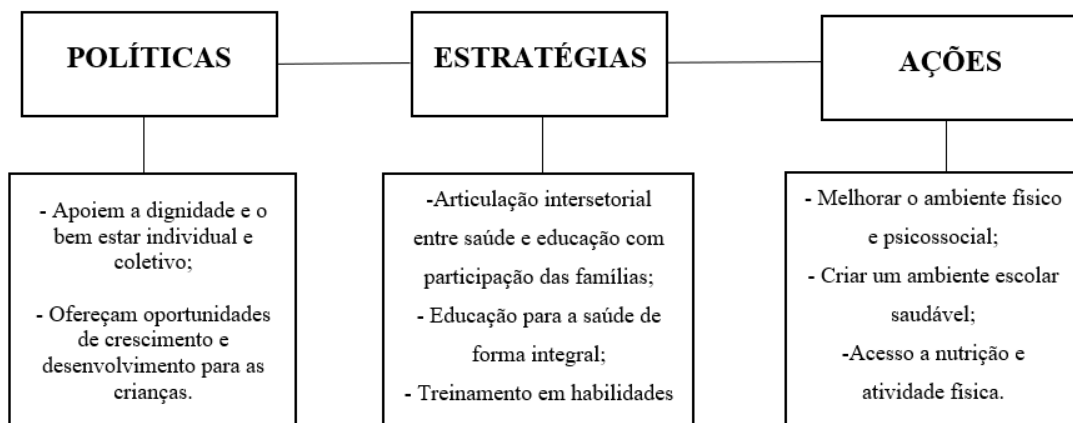 POLÍTICAS
ESTRATÉGIAS
AÇÕES
- Apoiem a dignidade e o
bem estar individual e
coletivo;
- Ofereçam oportunidades
de crescimento e
desenvolvimento para as
crianças.
-Articulação intersetorial
entre saúde e educação com
participação das famílias;
- Educação para a saúde de
forma integral;
- Treinamento em habilidades
- Melhorar o ambiente físico
e psicossocial;
- Criar um ambiente escolar
saudável;
-Acesso a nutrição e
atividade física.